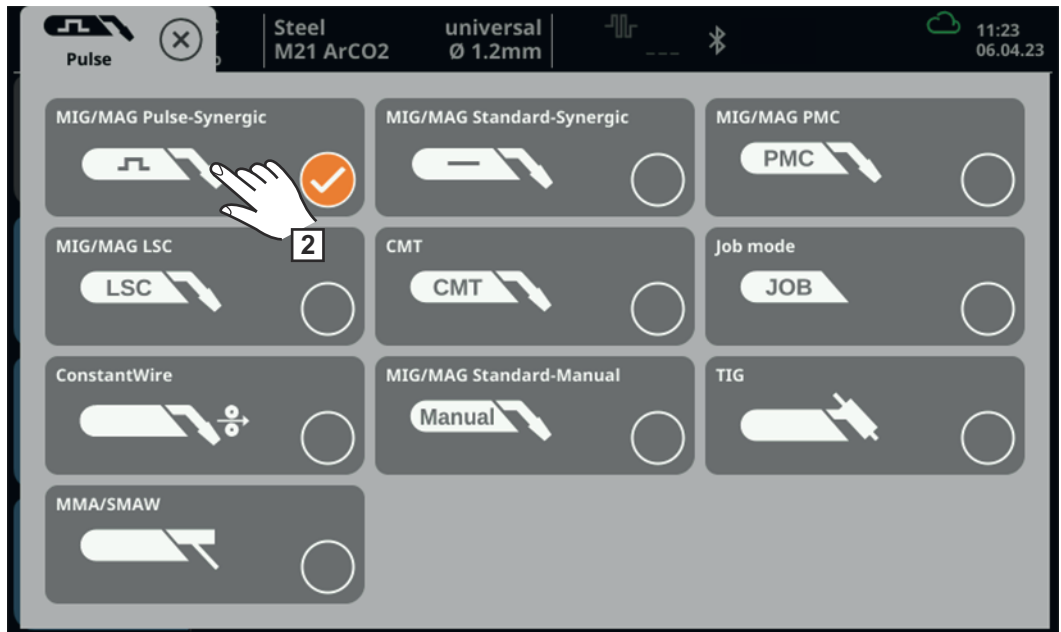 Pulse
Steel
M21 ArCO2
universal
Ø 1.2mm
---
11:23
06.04.23
MIG/MAG Pulse-Synergic
MIG/MAG Standard-Synergic
MIG/MAG PMC
PMC
2
MIG/MAG LSC
LSC
CMT
CMT
Job mode
JOB
ConstantWire
MIG/MAG Standard-Manual
Manual
TIG
MMA/SMAW